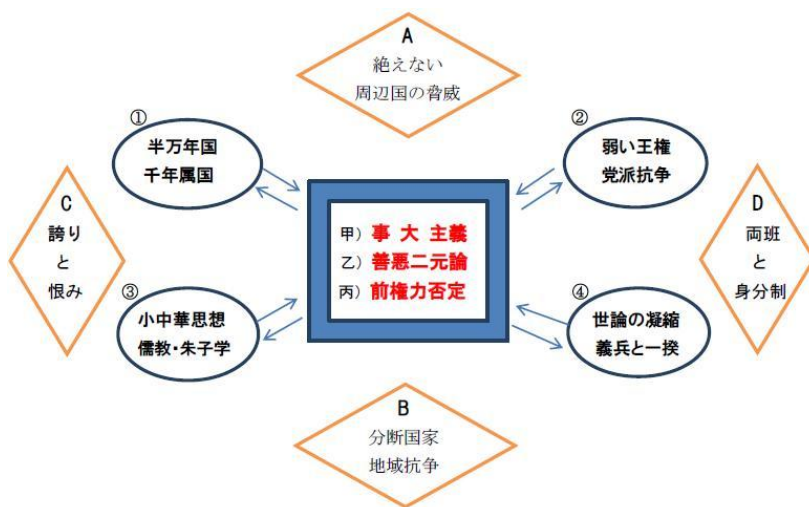 A
絶えない
周辺国の脅威
①
半万年国
千年属国
②
弱い王権
党派抗争
C
誇り
と
恨み
甲）事 大 主義
乙）善悪二元論
丙）前権力否定
D
両班
と
身分制
③
小中華思想
儒教・朱子学
④
世論の凝縮
義兵と一揆
B
分断国家
地域抗争